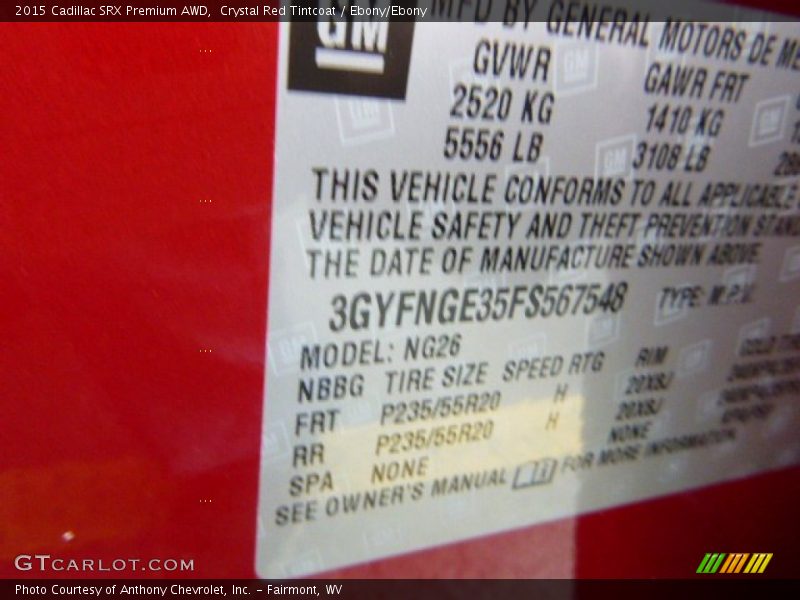 2015 Cadillac SRX Premium AWD, Crystal Red Tintcoat / Ebony/Ebony
GM
MFD BY GENERAL MOTORS DE
GVWR GAWR FRT
2520 KG 1410 KG
5556 LB 3108 LB
THIS VEHICLE CONFORMS TO ALL APPLICABLE
VEHICLE SAFETY AND THEFT PREVENTION
THE DATE OF MANUFACTURE SHOWN ABOVE
3GYFNGE35FS567548 TYPE: M.P.V.
MODEL: NG26
NBBG TIRE SIZE SPEED RTG RIM
FRT P235/55R20 H 20X8J
RR P235/55R20 H 20X8J
SPA NONE NONE
SEE OWNER'S MANUAL FOR MORE INFORMATION
GTCARLOT.COM
Photo Courtesy of Anthony Chevrolet, Inc. – Fairmont, WV